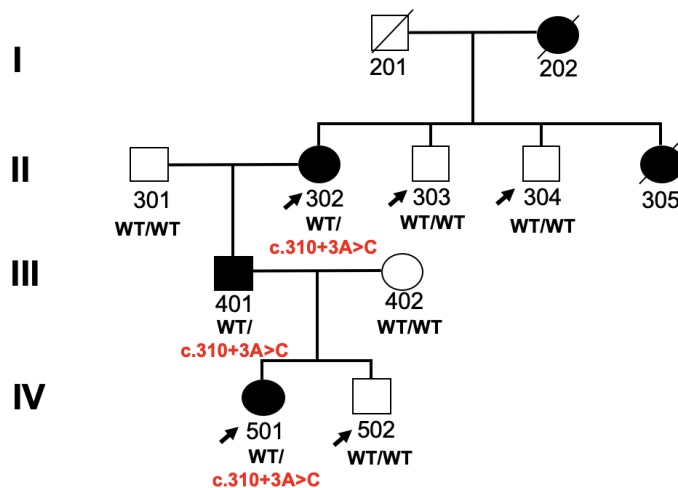 I
201
202
II
301
302
303
304
305
WT/WT
WT/
c.310+3A>C
WT/WT
WT/WT
III
401
402
WT/
c.310+3A>C
WT/WT
IV
501
502
WT/
c.310+3A>C
WT/WT